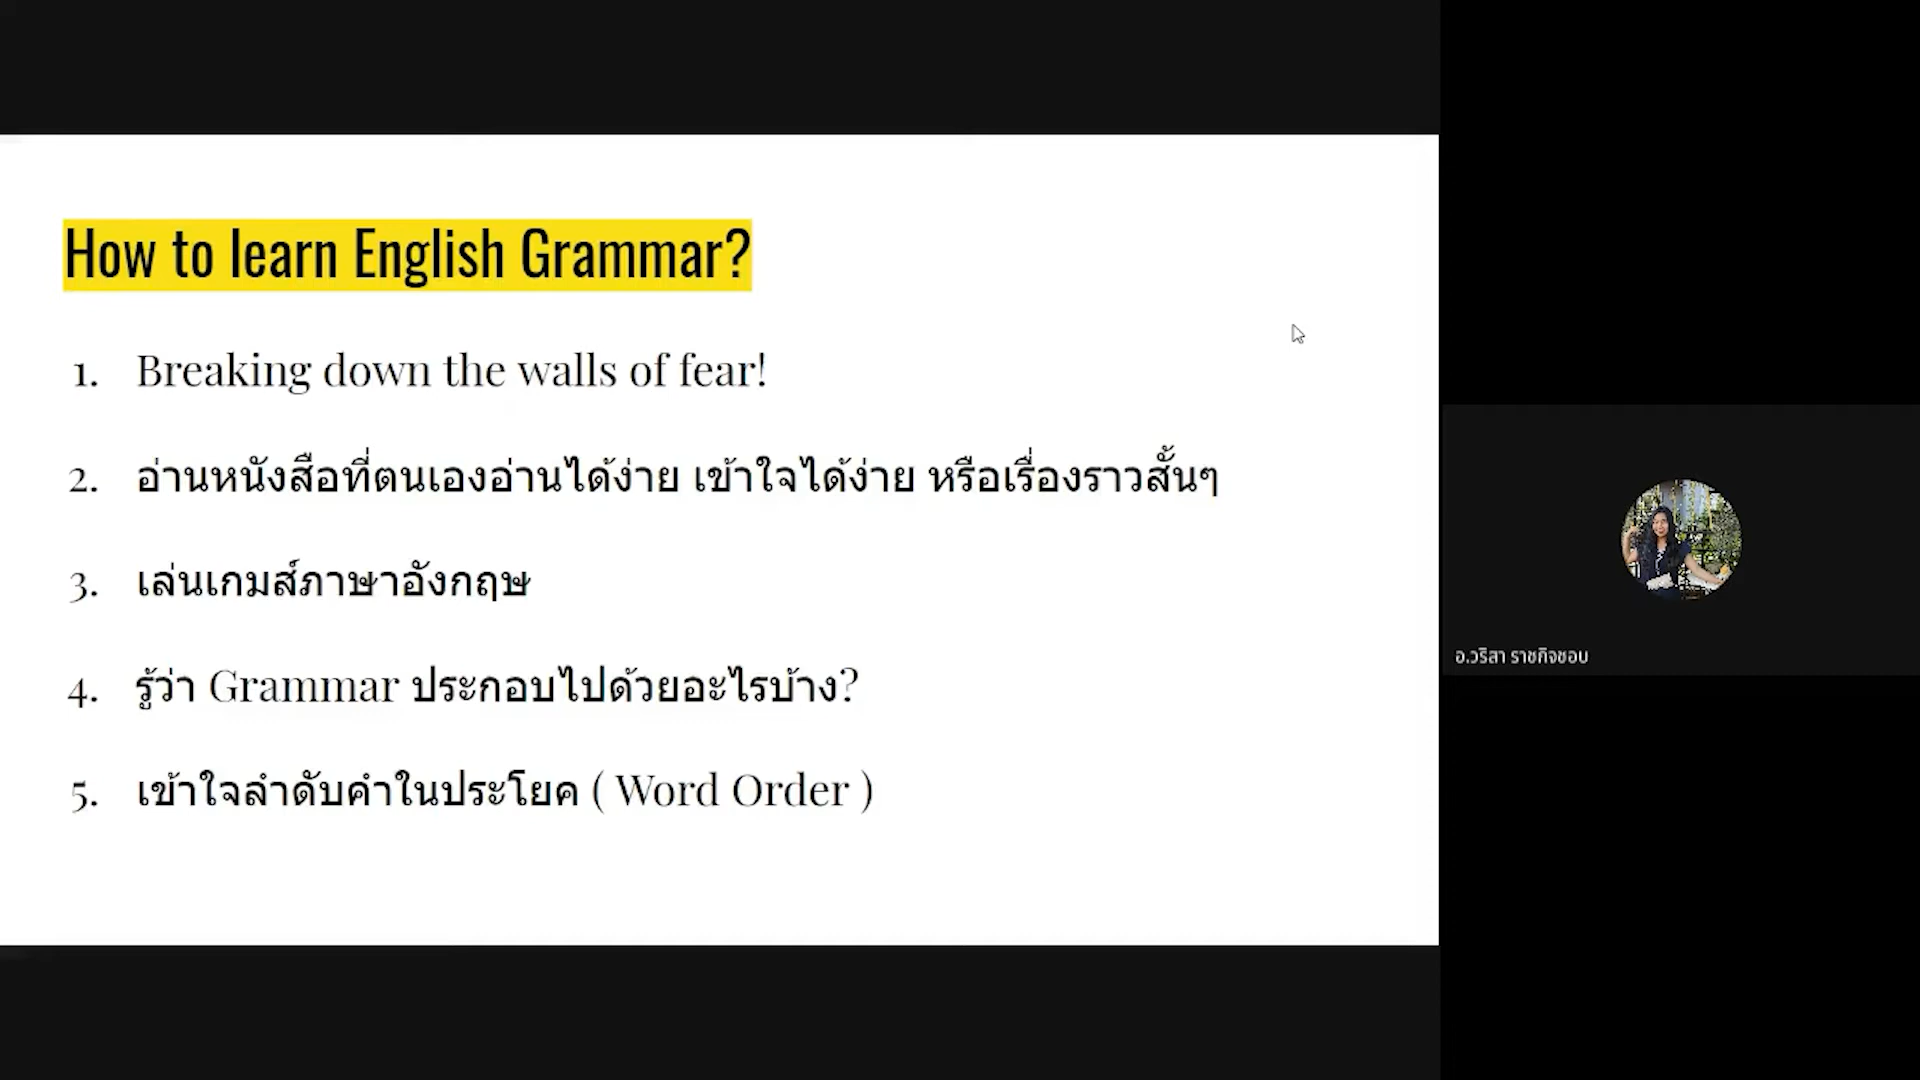 How to learn English Grammar?
1. Breaking down the walls of fear!
2. อ่านหนังสือที่ตนเองอ่านได้ง่าย เข้าใจได้ง่าย หรือเรื่องราวสั้นๆ
3. เล่นเกมส์ภาษาอังกฤษ
4. รู้ว่า Grammar ประกอบไปด้วยอะไรบ้าง?
5. เข้าใจลำดับคำในประโยค ( Word Order )
อ.วริสา ราชกิจชอบ